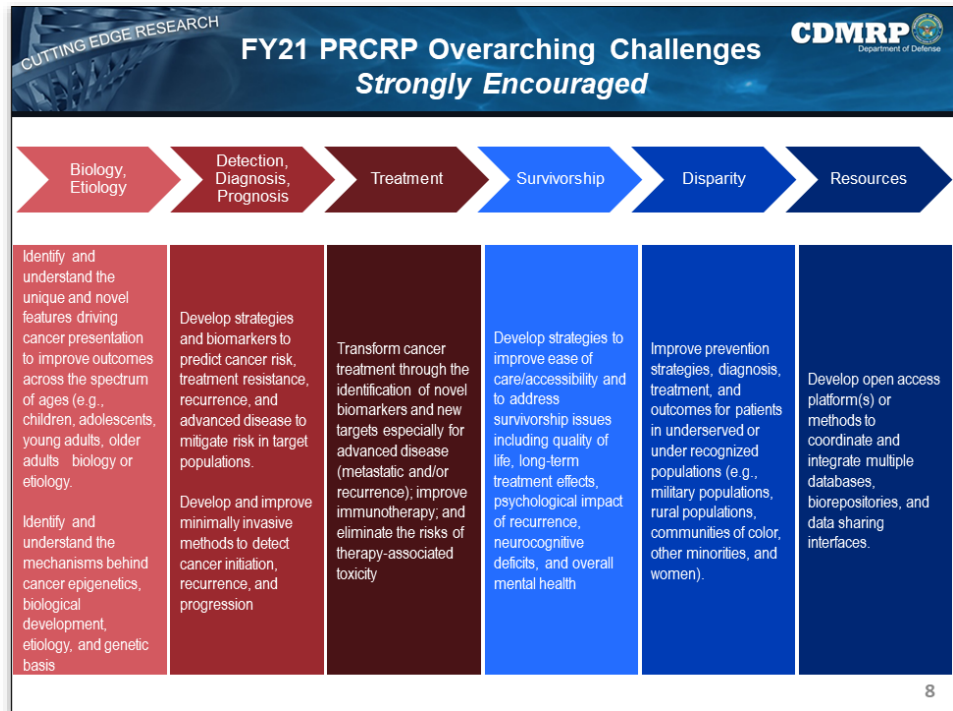 CUTTING EDGE RESEARCH
FY21 PRCRP Overarching Challenges
Strongly Encouraged
CDMRP
Department of Defense
Biology,
Etiology
Detection,
Diagnosis,
Prognosis
Treatment
Survivorship
Disparity
Resources
Identify and
understand the
unique and novel
features driving
cancer presentation
to improve outcomes
across the spectrum
of ages (e.g.,
children, adolescents,
young adults, older
adults biology or
etiology.
Identify and
understand the
mechanisms behind
cancer epigenetics,
biological
development,
etiology, and genetic
basis
Develop strategies
and biomarkers to
predict cancer risk,
treatment resistance,
recurrence, and
advanced disease to
mitigate risk in target
populations.
Develop and improve
minimally invasive
methods to detect
cancer initiation,
recurrence, and
progression
Transform cancer
treatment through the
identification of novel
biomarkers and new
targets especially for
advanced disease
(metastatic and/or
recurrence); improve
immunotherapy; and
eliminate the risks of
therapy-associated
toxicity
Develop strategies to
improve ease of
care/accessibility and
to address
survivorship issues
including quality of
life, long-term
treatment effects,
psychological impact
of recurrence,
neurocognitive
deficits, and overall
mental health
Improve prevention
strategies, diagnosis,
treatment, and
outcomes for patients
in underserved or
under recognized
populations (e.g.,
military populations,
rural populations,
communities of color,
other minorities, and
women).
Develop open access
platform(s) or
methods to
coordinate and
integrate multiple
databases,
biorepositories, and
data sharing
interfaces.
8